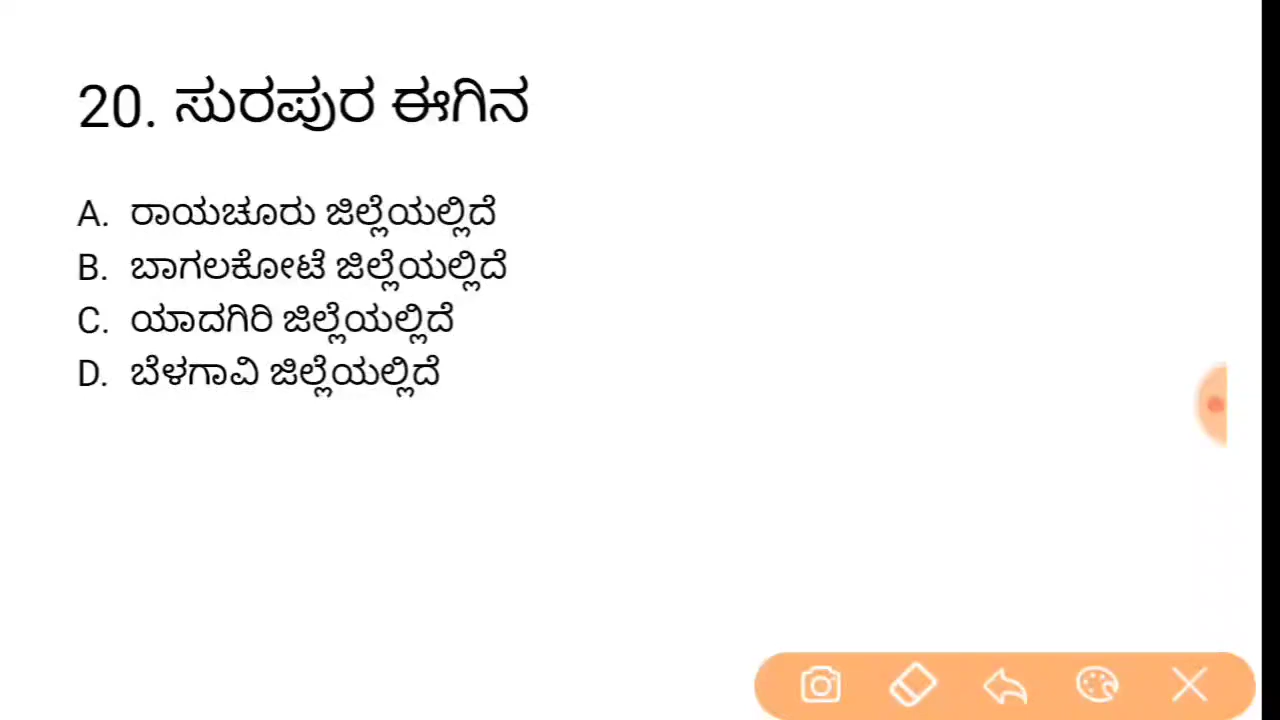 20. ಸುರಪುರ ಈಗಿನ
A. ರಾಯಚೂರು ಜಿಲ್ಲೆಯಲ್ಲಿದೆ
B. ಬಾಗಲಕೋಟೆ ಜಿಲ್ಲೆಯಲ್ಲಿದೆ
C. ಯಾದಗಿರಿ ಜಿಲ್ಲೆಯಲ್ಲಿದೆ
D. ಬೆಳಗಾವಿ ಜಿಲ್ಲೆಯಲ್ಲಿದೆ